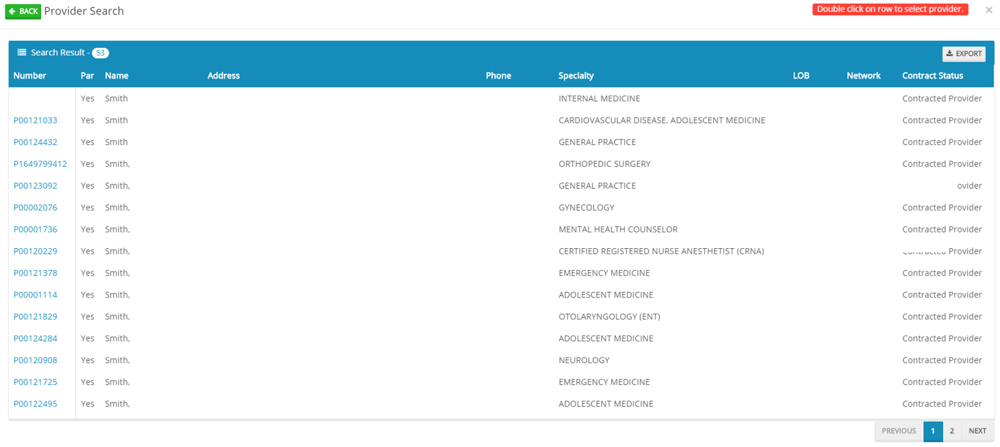 BACK Provider Search Double click on row to select provider. ×
Search Result - 53 EXPORT
Number Par Name Address Phone Specialty LOB Network Contract Status
Yes Smith INTERNAL MEDICINE Contracted Provider
P00121033 Yes Smith CARDIOVASCULAR DISEASE, ADOLESCENT MEDICINE Contracted Provider
P00124432 Yes Smith GENERAL PRACTICE Contracted Provider
P1649799412 Yes Smith, ORTHOPEDIC SURGERY Contracted Provider
P00123092 Yes Smith, GENERAL PRACTICE ovider
P00002076 Yes Smith, GYNECOLOGY Contracted Provider
P00001736 Yes Smith, MENTAL HEALTH COUNSELOR Contracted Provider
P00120229 Yes Smith, CERTIFIED REGISTERED NURSE ANESTHETIST (CRNA) Contracted Provider
P00121378 Yes Smith, EMERGENCY MEDICINE Contracted Provider
P00001114 Yes Smith, ADOLESCENT MEDICINE Contracted Provider
P00121829 Yes Smith, OTOLARYNGOLOGY (ENT) Contracted Provider
P00124284 Yes Smith, ADOLESCENT MEDICINE Contracted Provider
P00120908 Yes Smith, NEUROLOGY Contracted Provider
P00121725 Yes Smith, EMERGENCY MEDICINE Contracted Provider
P00122495 Yes Smith, ADOLESCENT MEDICINE Contracted Provider
PREVIOUS 1 2 NEXT